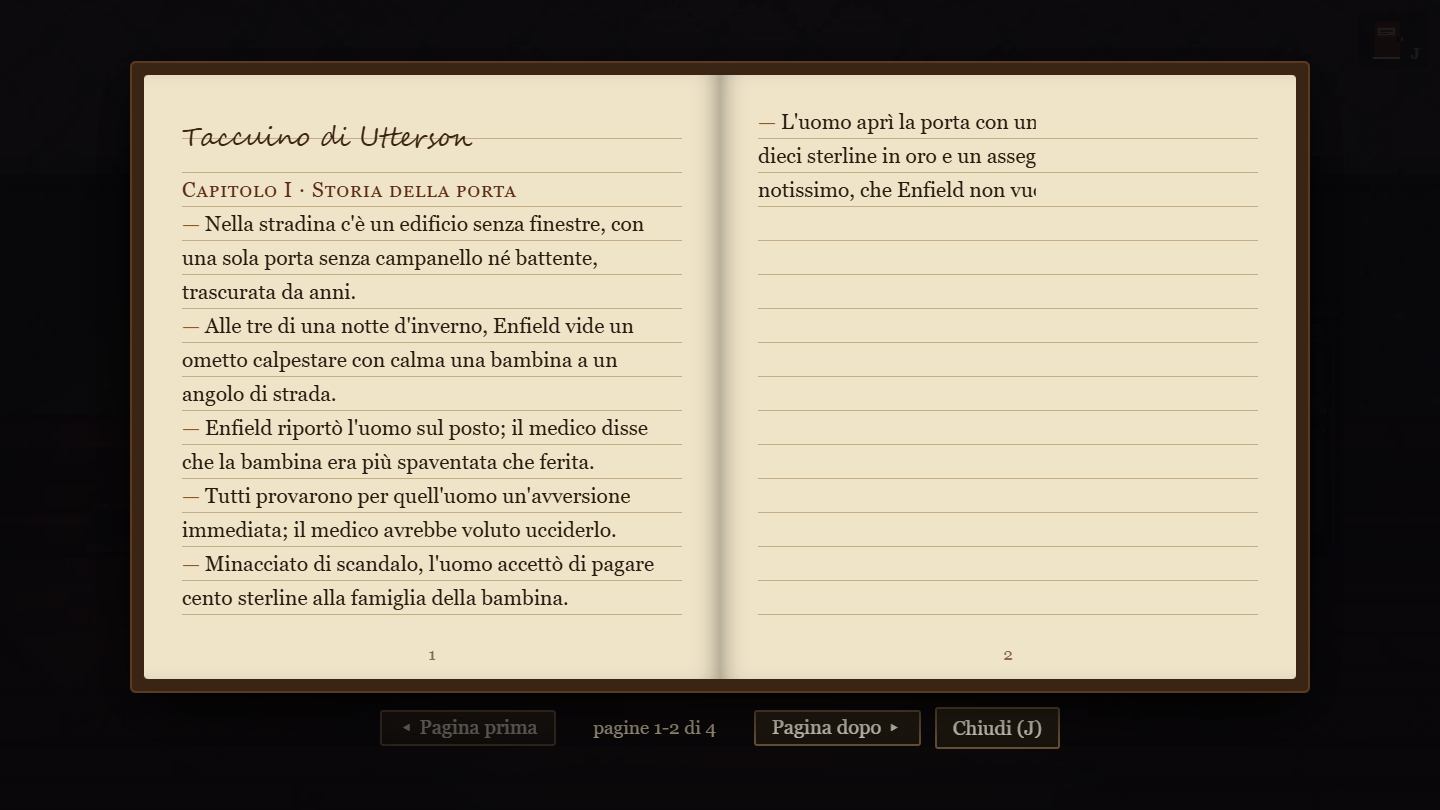 Taccuino di Utterson
Capitolo I · Storia della porta
— Nella stradina c'è un edificio senza finestre, con
una sola porta senza campanello né battente,
trascurata da anni.
— Alle tre di una notte d'inverno, Enfield vide un
ometto calpestare con calma una bambina a un
angolo di strada.
— Enfield riportò l'uomo sul posto; il medico disse
che la bambina era più spaventata che ferita.
— Tutti provarono per quell'uomo un'avversione
immediata; il medico avrebbe voluto ucciderlo.
— Minacciato di scandalo, l'uomo accettò di pagare
cento sterline alla famiglia della bambina.
1
— L'uomo aprì la porta con
dieci sterline in oro e un
notissimo, che Enfield non
2
J
◂ Pagina prima
pagine 1-2 di 4
Pagina dopo ▸
Chiudi (J)